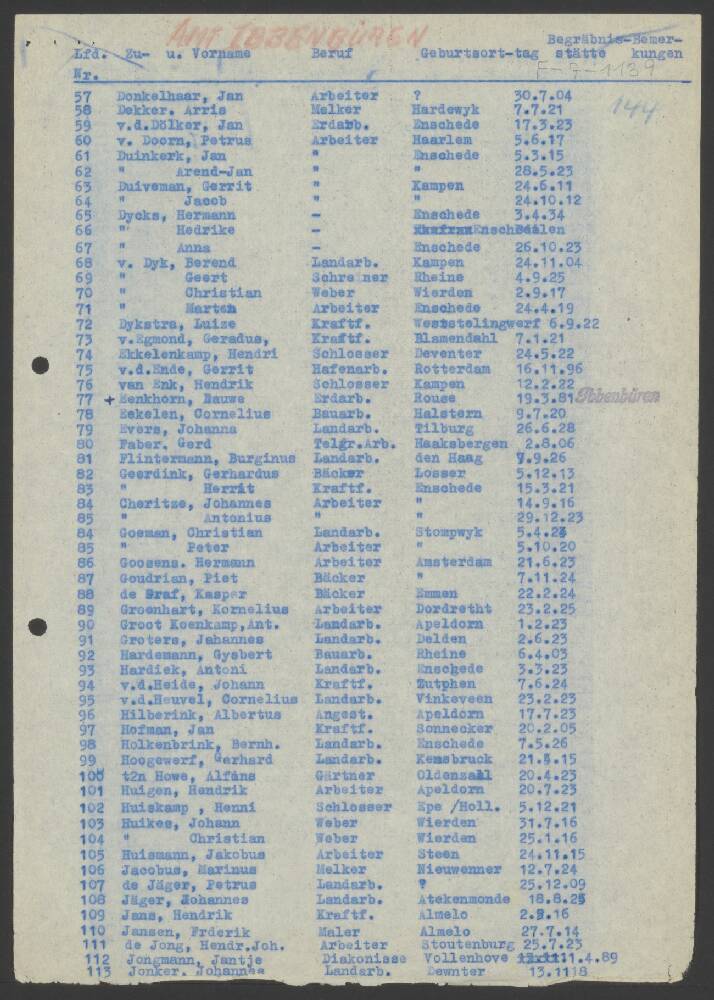 AMT IBBENBÜREN
Begräbnis-Bemer-
Lfd. Zu- u. Vorname Beruf Geburtsort-tag stätte kungen
Nr.
F-7-1139
144
57 Donkelhaar, Jan Arbeiter ? 30.7.04
58 Dekker. Arris Melker Hardewyk 7.7.21
59 v.d.Dölker, Jan Erdarb. Enschede 17.3.23
60 v. Doorn, Petrus Arbeiter Haarlem 5.6.17
61 Duinkerk, Jan " Enschede 5.3.15
62 " Arend-Jan " " 28.5.23
63 Duiveman, Gerrit " Kampen 24.6.11
64 " Jacob " " 24.10.12
65 Dycks, Hermann - Enschede 3.4.34
66 " Hedrike - Enschede
67 " Anna - Enschede 26.10.23
68 v. Dyk, Berend Landarb. Kampen 24.11.04
69 " Geert Schreiner Rheine 4.9.25
70 " Christian Weber Wierden 2.9.17
71 " Marten Arbeiter Enschede 24.4.19
72 Dykstra, Luise Kraftf. Weststelingwerf 6.9.22
73 v.Egmond, Geradus, Kraftf. Blamendahl 7.1.21
74 Ekkelenkamp, Hendri Schlosser Deventer 24.5.22
75 v.d.Ende, Gerrit Hafenarb. Rotterdam 16.11.96
76 van Enk, Hendrik Schlosser Kampen 12.2.22
77 + Eenkhorn, Bauwe Erdarb. Rouse 19.3.81 Ibbenbüren
78 Eekelen, Cornelius Bauarb. Halstern 9.7.20
79 Evers, Johanna Landarb. Tilburg 26.6.28
80 Faber. Gerd Telgr.Arb. Haaksbergen 2.8.06
81 Flintermann, Burginus Landarb. den Haag 7.9.26
82 Geerdink, Gerhardus Bäcker Losser 5.12.13
83 " Herrit Kraftf. Enschede 15.3.21
84 Cheritze, Johannes Arbeiter " 14.9.16
85 " Antonius " " 29.12.23
84 Gosman, Christian Landarb. Stompwyk 5.4.23
85 " Peter Arbeiter " 5.10.20
86 Goosens. Hermann Arbeiter Amsterdam 21.6.23
87 Goudrian, Piet Bäcker " 7.11.24
88 de Graf, Kasper Bäcker Emmen 22.2.24
89 Groenhart, Kornelius Arbeiter Dordretht 23.2.25
90 Groot Koenkamp,Ant. Landarb. Apeldorn 1.2.23
91 Groters, Jahannes Landarb. Delden 2.6.23
92 Hardemann, Gysbert Bauarb. Rheine 6.4.03
93 Hardiek, Antoni Landarb. Enschede 3.3.23
94 v.d.Heide, Johann Kraftf. Zutphen 7.6.24
95 v.d.Heuvel, Cornelius Landarb. Vinkeveen 23.2.23
96 Hilberink, Albertus Angest. Apeldorn 17.7.23
97 Hofman, Jan Kraftf. Sonnecker 20.2.05
98 Holkenbrink, Bernh. Landarb. Enschede 7.5.26
99 Hoogewerf, Gerhard Landarb. Kemsbruck 21.8.15
100 t2n Howe, Alfäns Gärtner Oldenzall 20.4.23
101 Huigen, Hendrik Arbeiter Apeldorn 20.7.23
102 Huiskamp , Henni Schlosser Epe /Holl. 5.12.21
103 Huikes, Johann Weber Wierden 31.7.16
104 " Christian Weber Wierden 25.1.16
105 Huismann, Jakobus Arbeiter Steen 24.11.15
106 Jacobus, Marinus Melker Nieuwenner 12.7.24
107 de Jäger, Petrus Landarb. ? 25.12.09
108 Jäger, Johannes Landarb. Atekenmonde 18.8.25
109 Jans, Hendrik Kraftf. Almelo 2.9.16
110 Jansen, Frderik Maler Almelo 27.7.14
111 de Jong, Hendr.Joh. Arbeiter Stoutenburg 25.7.23
112 Jongmann, Jantje Diakonisse Vollenhove 11.4.89
113 Jonker. Johannes Landarb. Dewnter 13.1118